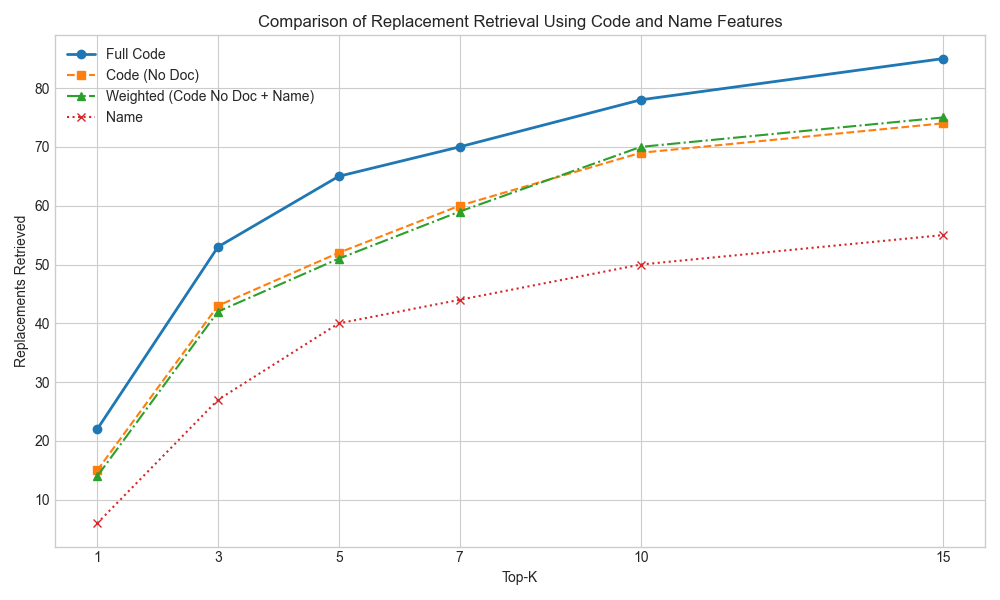 Comparison of Replacement Retrieval Using Code and Name Features
Full Code
Code (No Doc)
Weighted (Code No Doc + Name)
Name
Replacements Retrieved
80
70
60
50
40
30
20
10
1 3 5 7 10 15
Top-K